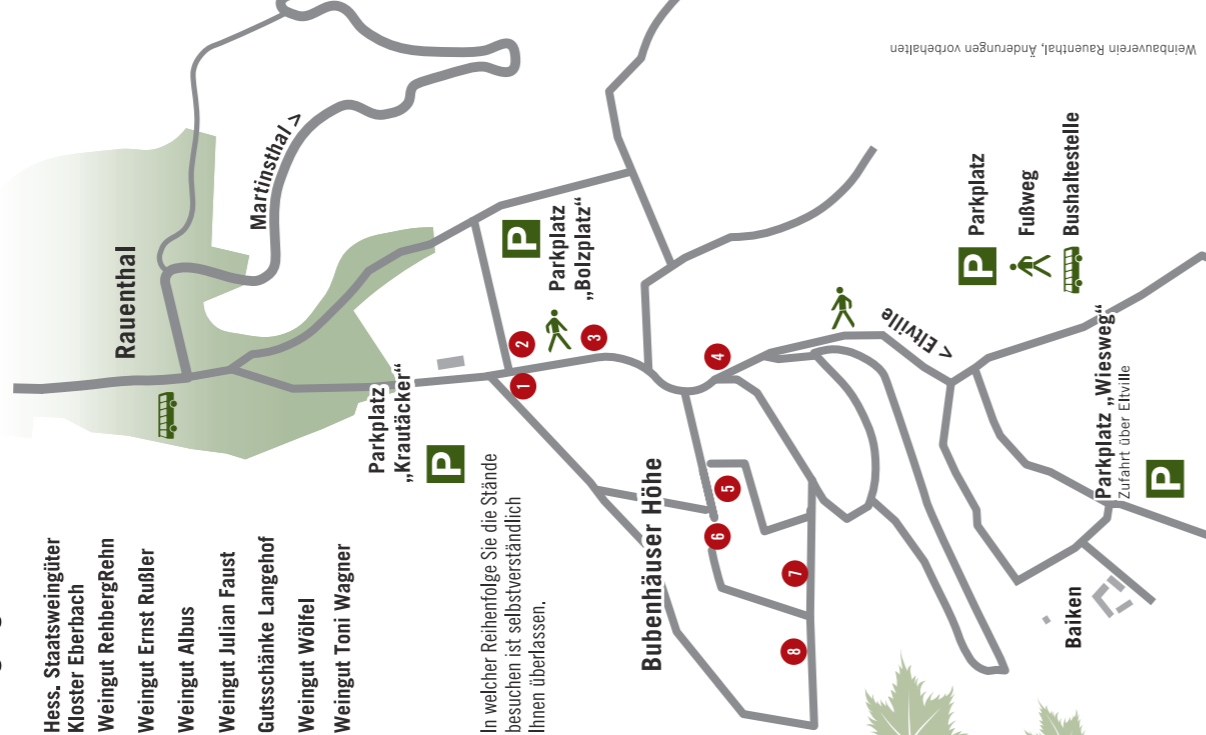 Hess. Staatsweingüter
Kloster Eberbach
Weingut RehbergRehn
Weingut Ernst Rußler
Weingut Albus
Weingut Julian Faust
Gutsschänke Langehof
Weingut Wölfel
Weingut Toni Wagner
In welcher Reihenfolge Sie die Stände
besuchen ist selbstverständlich
Ihnen überlassen.
Rauenthal
Martinsthal >
Parkplatz
„Krautäcker“
P
P
Parkplatz
„Bolzplatz“
1
2
3
4
5
6
7
8
Bubenhäuser Höhe
< Eltville
Baiken
Parkplatz „Wiesweg“
Zufahrt über Eltville
P
P
Parkplatz
Fußweg
Bushaltestelle
Weinbauverein Rauenthal, Änderungen vorbehalten